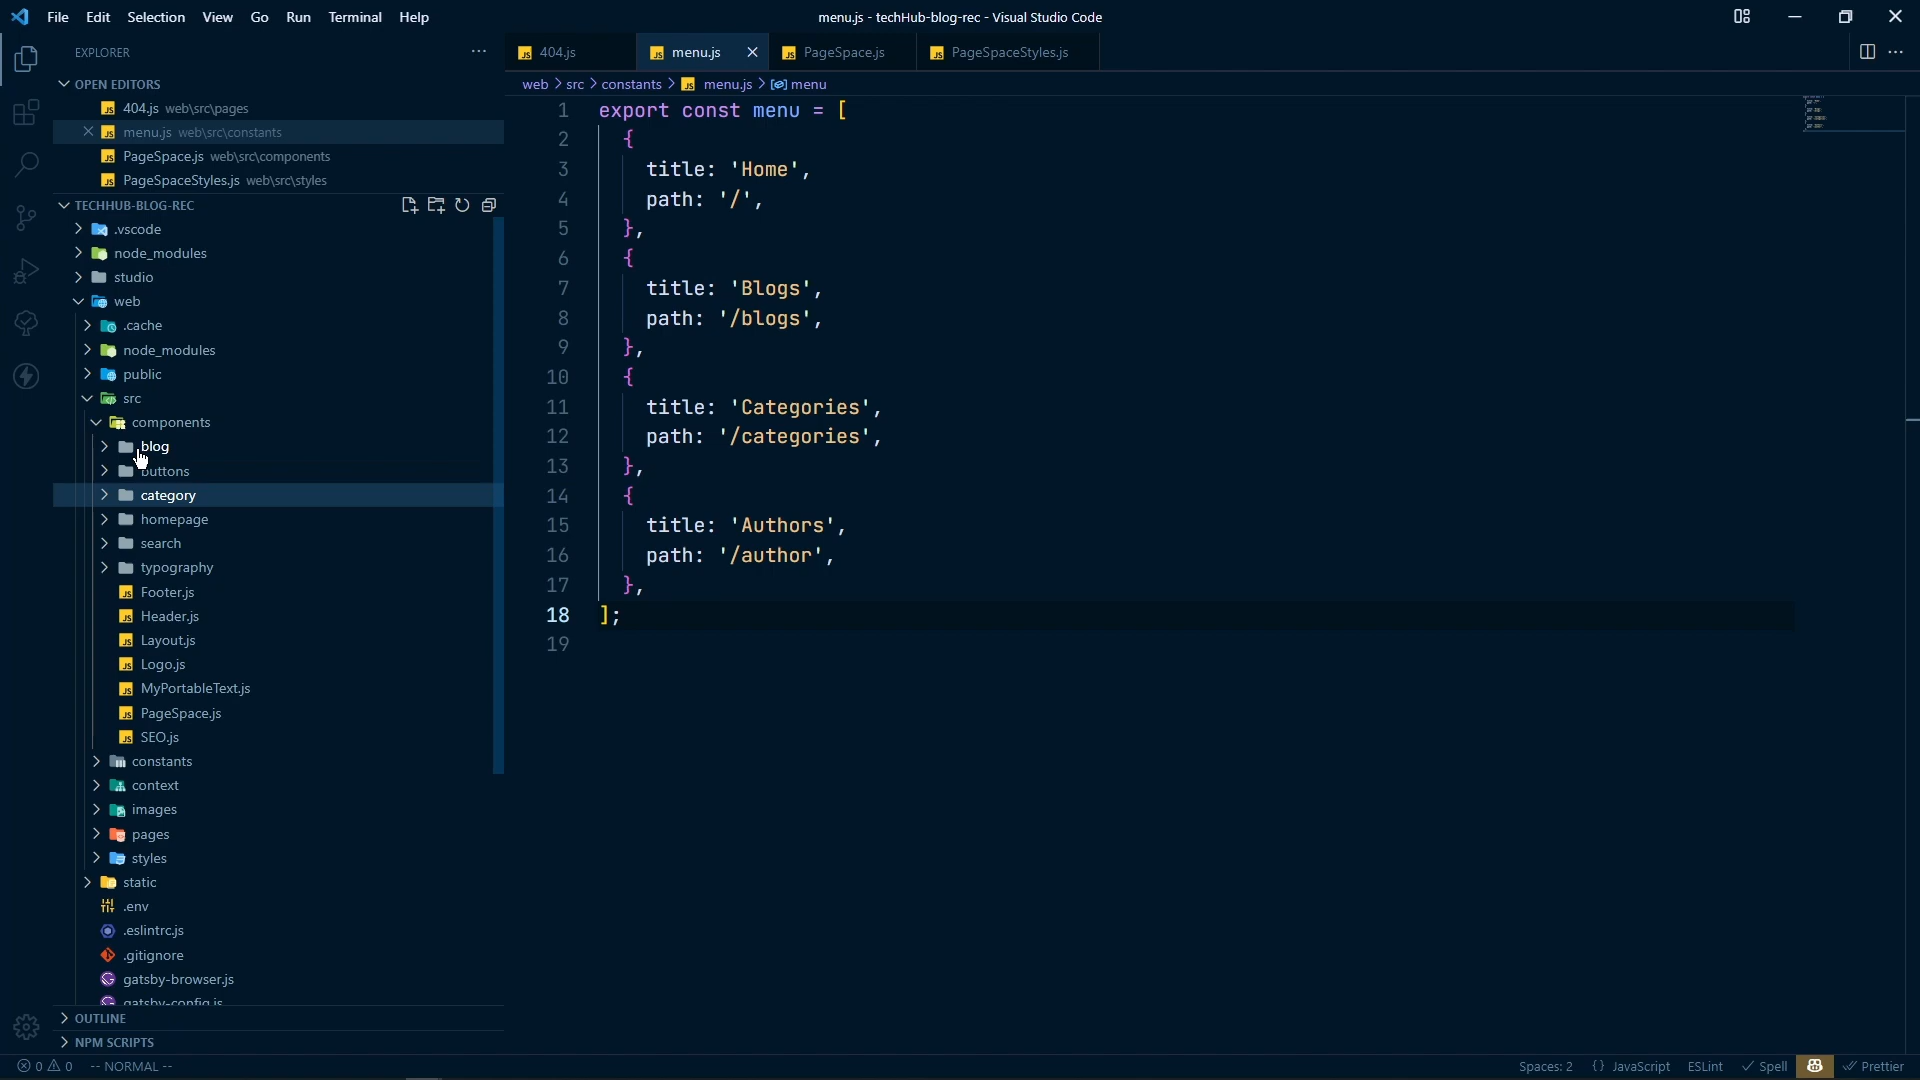 File Edit Selection View Go Run Terminal Help
menu.js - techHub-blog-rec - Visual Studio Code
EXPLORER
OPEN EDITORS
404.js web\src\pages
menu.js web\src\constants
PageSpace.js web\src\components
PageSpaceStyles.js web\src\styles
TECHHUB-BLOG-REC
.vscode
node_modules
studio
web
.cache
node_modules
public
src
components
blog
buttons
category
homepage
search
typography
Footer.js
Header.js
Layout.js
Logo.js
MyPortableText.js
PageSpace.js
SEO.js
constants
context
images
pages
styles
static
.env
.eslintrc.js
.gitignore
gatsby-browser.js
gatsby-config.js
OUTLINE
NPM SCRIPTS
404.js menu.js PageSpace.js PageSpaceStyles.js
web > src > constants > menu.js > menu
1 export const menu = [
2 {
3 title: 'Home',
4 path: '/',
5 },
6 {
7 title: 'Blogs',
8 path: '/blogs',
9 },
10 {
11 title: 'Categories',
12 path: '/categories',
13 },
14 {
15 title: 'Authors',
16 path: '/author',
17 },
18 ];
19
0 0 -- NORMAL --
Spaces: 2 {} JavaScript ESLint Spell Prettier